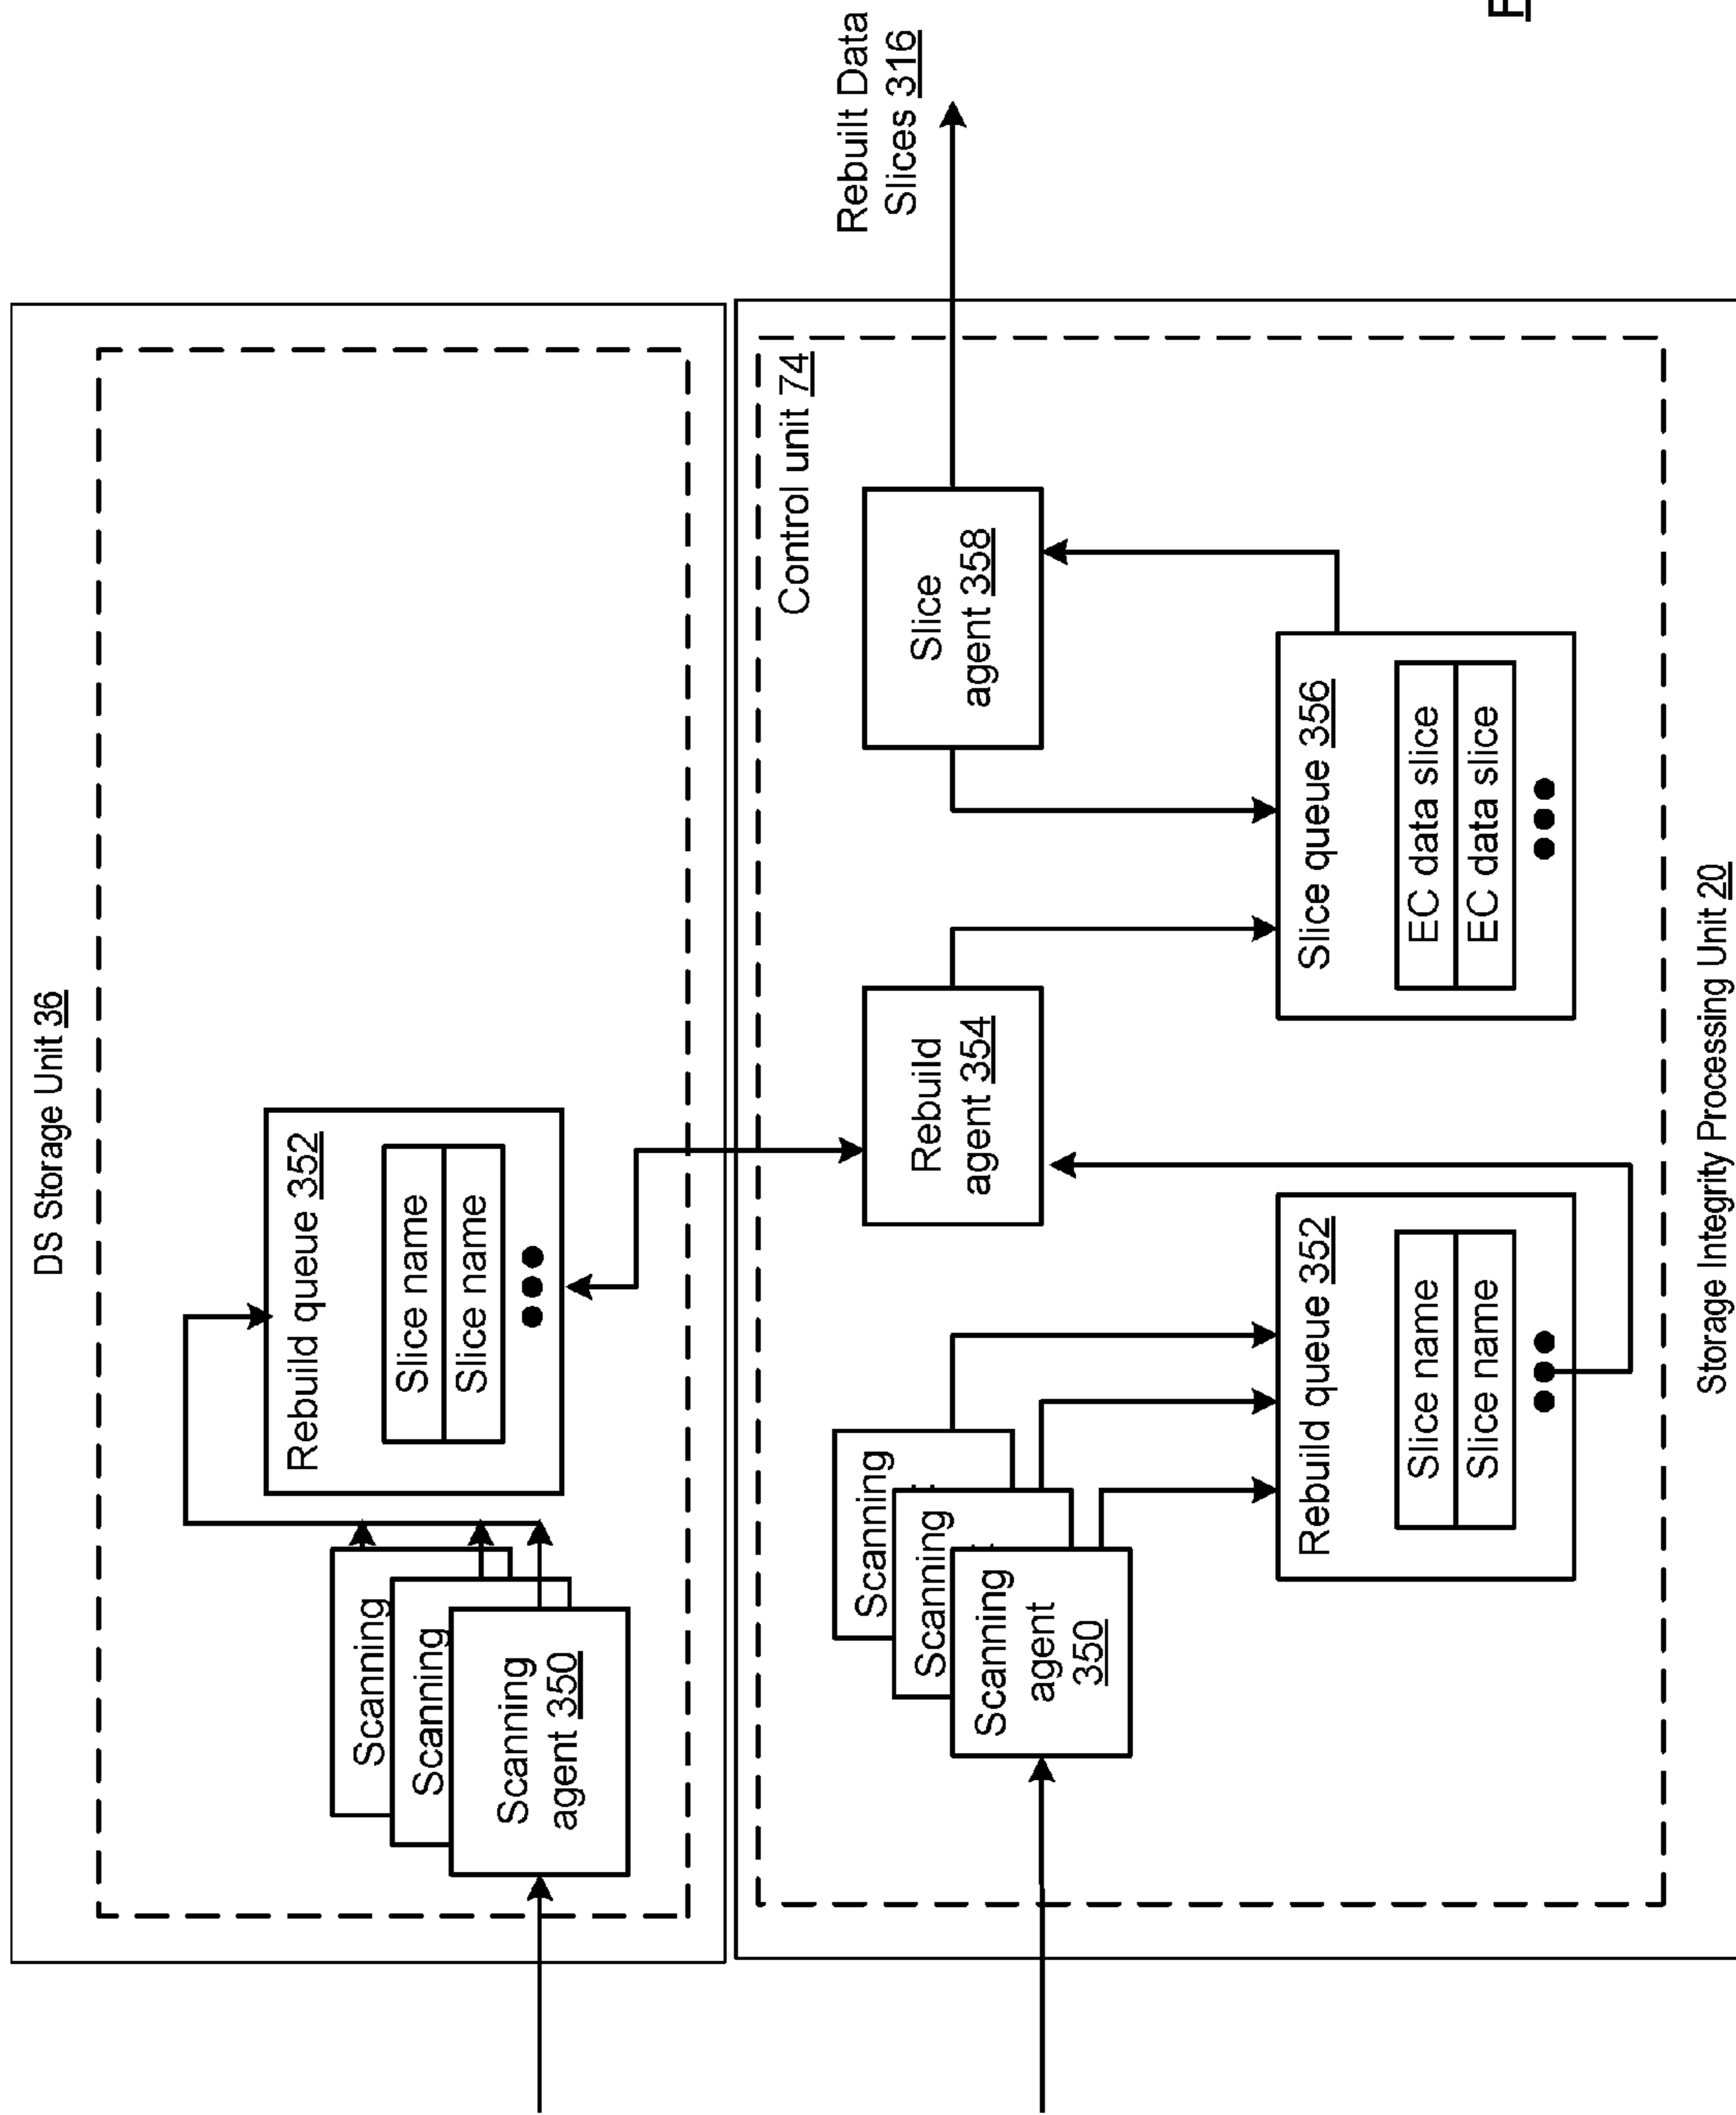 DS Storage Unit 36
Scanning
Scanning
Scanning
agent 350
Rebuild queue 352
Slice name
Slice name
Control unit 74
Scanning
Scanning
Scanning
agent
350
Rebuild queue 352
Slice name
Slice name
Rebuild
agent 354
Slice
agent 358
Slice queue 356
EC data slice
EC data slice
Rebuilt Data
Slices 316
Storage Integrity Processing Unit 20